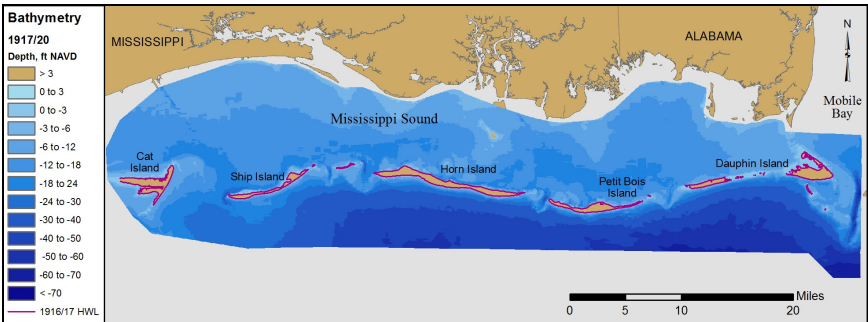 Bathymetry
1917/20
Depth, ft NAVD
> 3
0 to 3
0 to -3
-3 to -6
-6 to -12
-12 to -18
-18 to 24
-24 to -30
-30 to -40
-40 to -50
-50 to -60
-60 to -70
< -70
1916/17 HWL
MISSISSIPPI
ALABAMA
N
Mobile
Bay
Mississippi Sound
Cat
Island
Ship Island
Horn Island
Petit Bois
Island
Dauphin Island
Miles
0 5 10 20